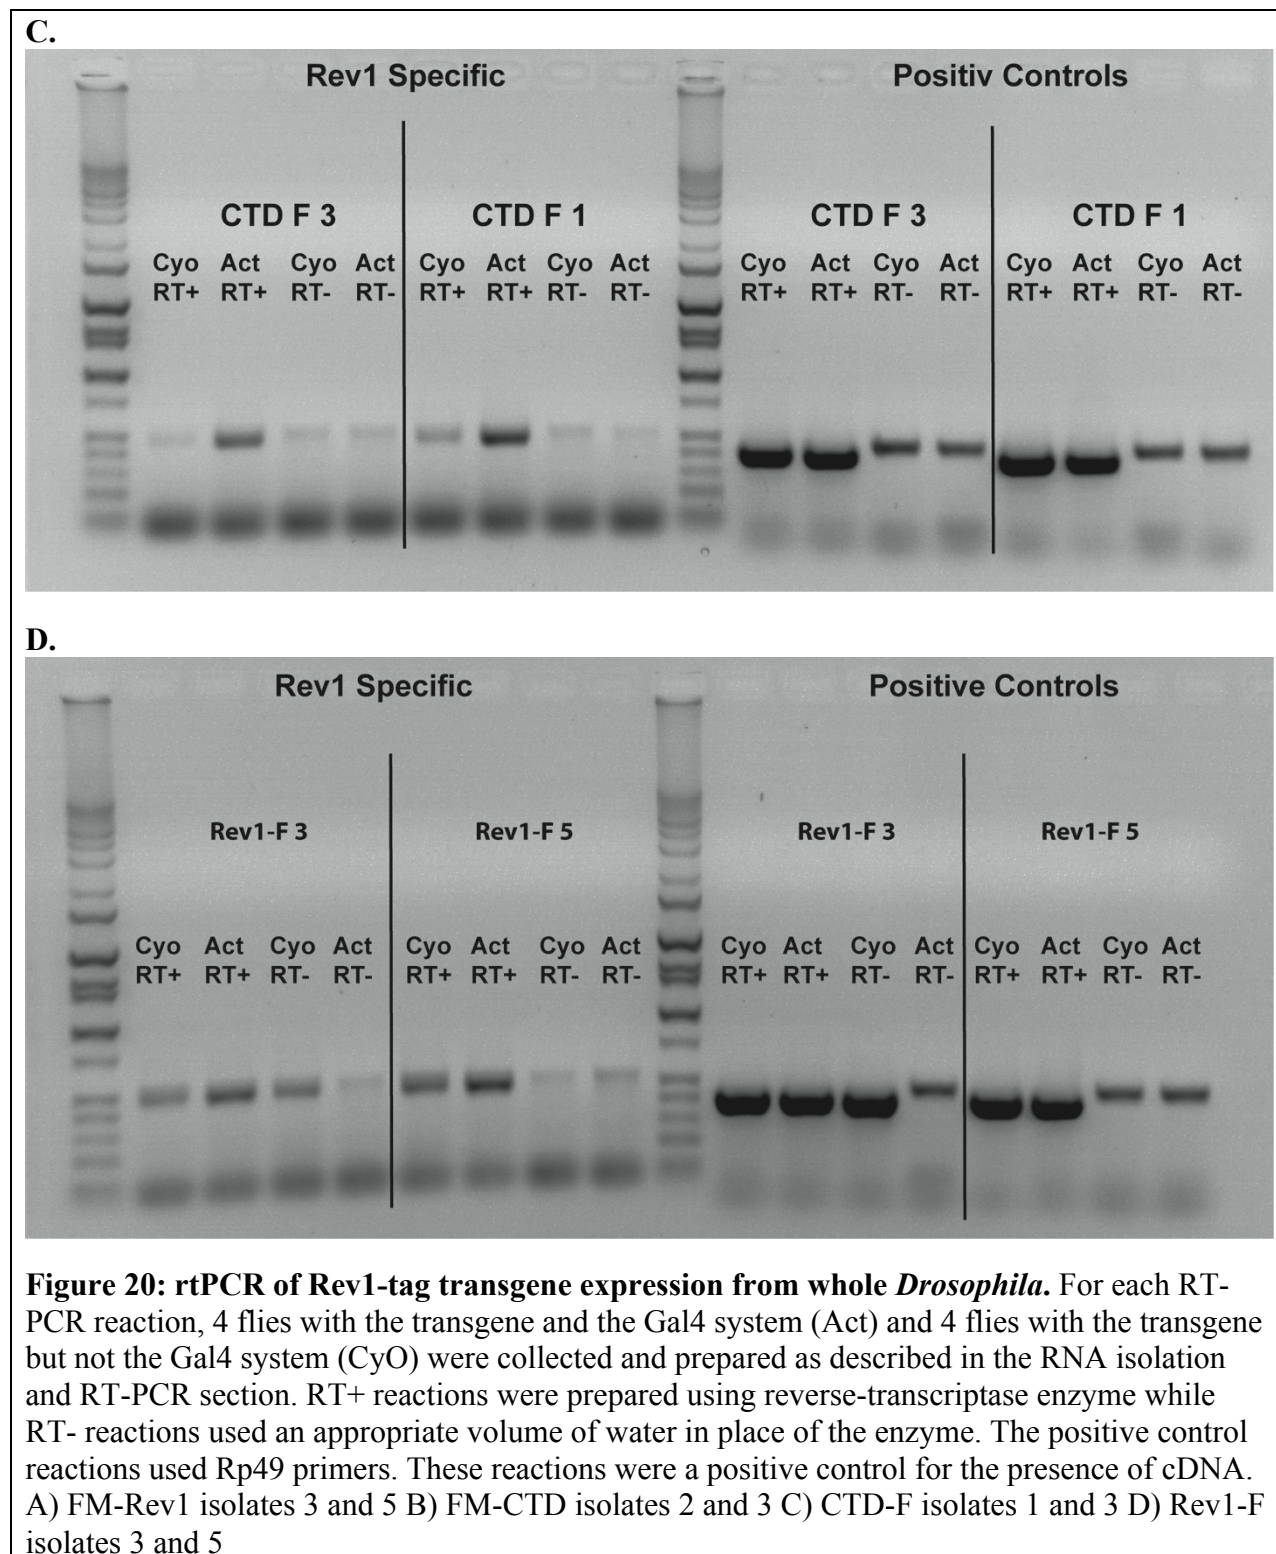 C.
Rev1 Specific
Positiv Controls
CTD F 3
CTD F 1
CTD F 3
CTD F 1
Cyo Act Cyo Act Cyo Act Cyo Act Cyo Act Cyo Act Cyo Act Cyo Act
RT+ RT+ RT- RT- RT+ RT+ RT- RT- RT+ RT+ RT- RT- RT+ RT+ RT- RT-
D.
Rev1 Specific
Positive Controls
Rev1-F 3
Rev1-F 5
Rev1-F 3
Rev1-F 5
Cyo Act Cyo Act Cyo Act Cyo Act Cyo Act Cyo Act Cyo Act Cyo Act
RT+ RT+ RT- RT- RT+ RT+ RT- RT- RT+ RT+ RT- RT- RT+ RT+ RT- RT-
Figure 20: rtPCR of Rev1-tag transgene expression from whole Drosophila. For each RT-
PCR reaction, 4 flies with the transgene and the Gal4 system (Act) and 4 flies with the transgene
but not the Gal4 system (CyO) were collected and prepared as described in the RNA isolation
and RT-PCR section. RT+ reactions were prepared using reverse-transcriptase enzyme while
RT- reactions used an appropriate volume of water in place of the enzyme. The positive control
reactions used Rp49 primers. These reactions were a positive control for the presence of cDNA.
A) FM-Rev1 isolates 3 and 5 B) FM-CTD isolates 2 and 3 C) CTD-F isolates 1 and 3 D) Rev1-F
isolates 3 and 5